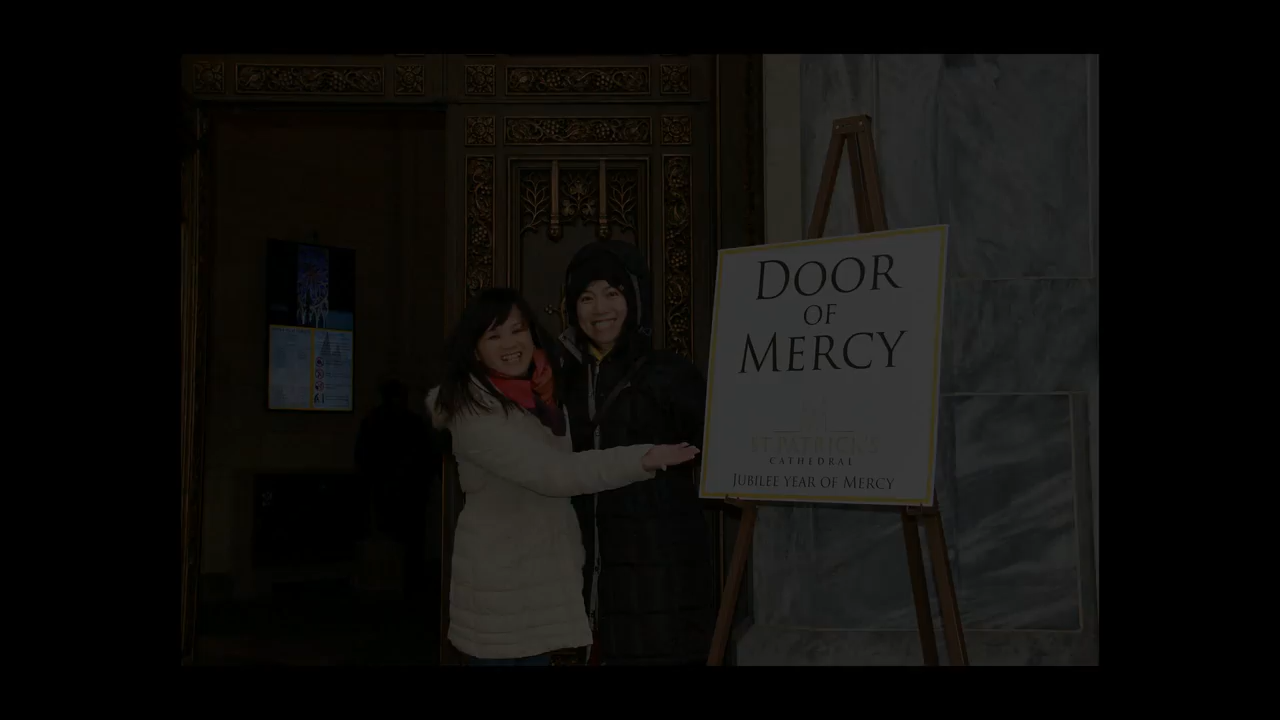 DOOR
OF
MERCY
ST PATRICK'S
CATHEDRAL
JUBILEE YEAR OF MERCY